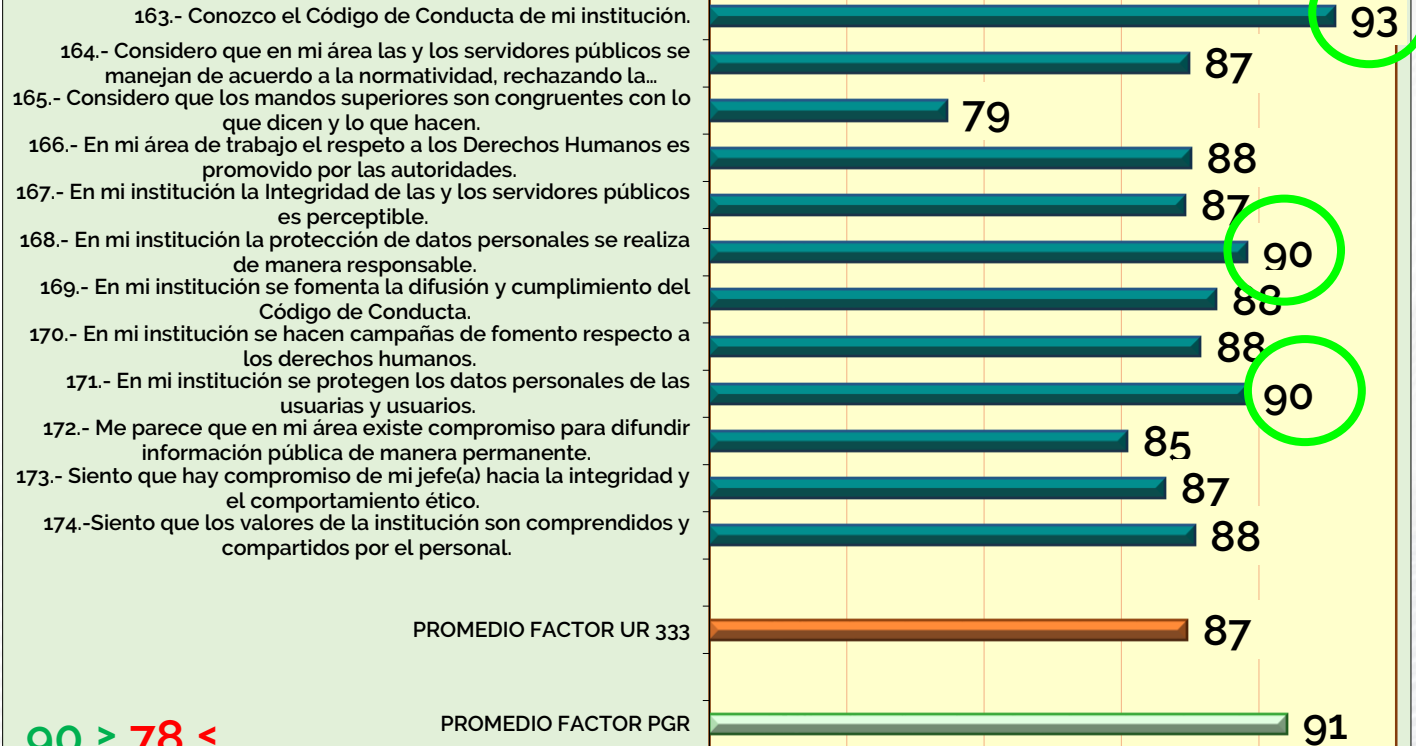 163.- Conozco el Código de Conducta de mi institución.
93
164.- Considero que en mi área las y los servidores públicos se
manejan de acuerdo a la normatividad, rechazando la...
87
165.- Considero que los mandos superiores son congruentes con lo
que dicen y lo que hacen.
79
166.- En mi área de trabajo el respeto a los Derechos Humanos es
promovido por las autoridades.
88
167.- En mi institución la Integridad de las y los servidores públicos
es perceptible.
87
168.- En mi institución la protección de datos personales se realiza
de manera responsable.
90
169.- En mi institución se fomenta la difusión y cumplimiento del
Código de Conducta.
88
170.- En mi institución se hacen campañas de fomento respecto a
los derechos humanos.
88
171.- En mi institución se protegen los datos personales de las
usuarias y usuarios.
90
172.- Me parece que en mi área existe compromiso para difundir
información pública de manera permanente.
85
173.- Siento que hay compromiso de mi jefe(a) hacia la integridad y
el comportamiento ético.
87
174.-Siento que los valores de la institución son comprendidos y
compartidos por el personal.
88
PROMEDIO FACTOR UR 333
87
PROMEDIO FACTOR PGR
91
90 > 78 <